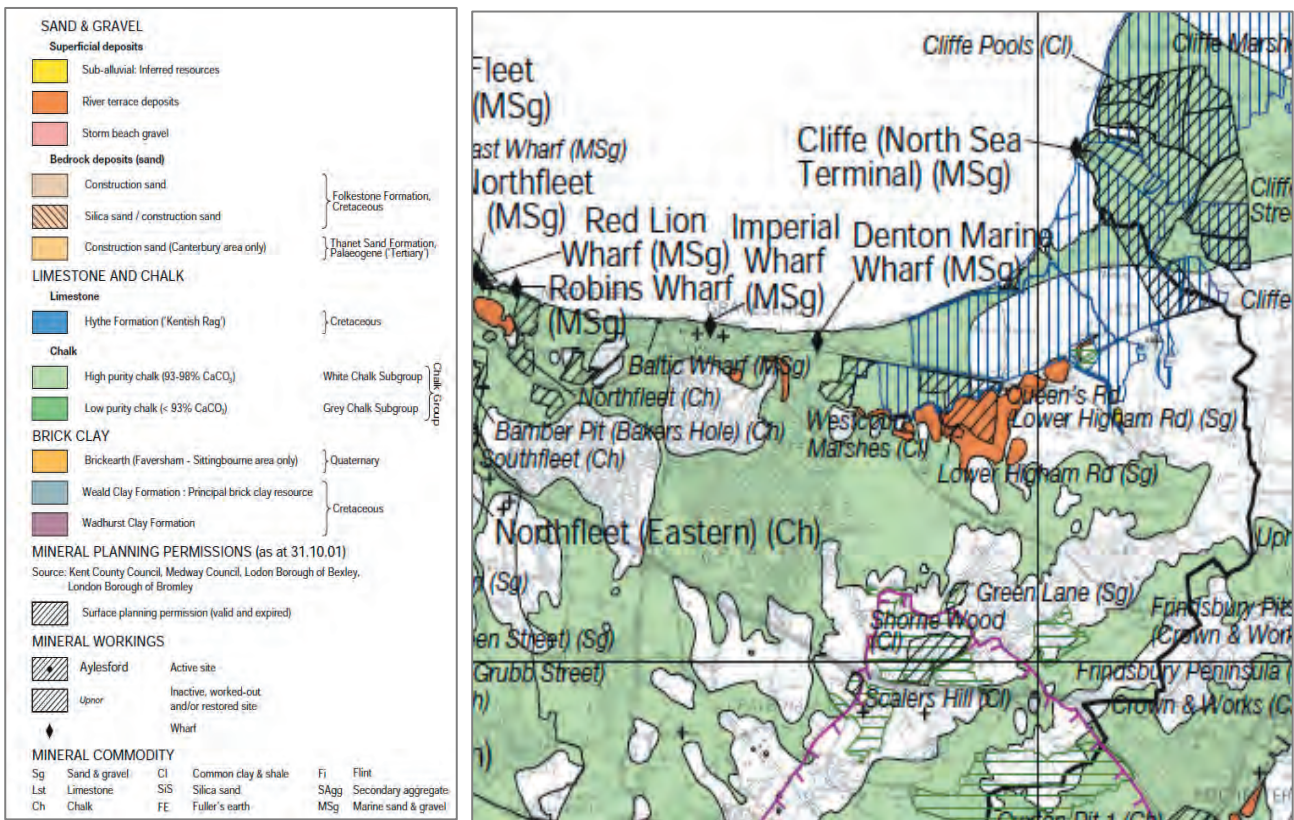 SAND & GRAVEL
Superficial deposits
Sub-alluvial: Inferred resources
River terrace deposits
Storm beach gravel
Bedrock deposits (sand)
Construction sand
Silica sand / construction sand
Folkestone Formation,
Cretaceous
Construction sand (Canterbury area only)
Thanet Sand Formation,
Palaeogene ('Tertiary')
LIMESTONE AND CHALK
Limestone
Hythe Formation ('Kentish Rag')
Cretaceous
Chalk
High purity chalk (93-98% CaCO3)
White Chalk Subgroup
Low purity chalk (< 93% CaCO3)
Grey Chalk Subgroup
Chalk
Group
BRICK CLAY
Brickearth (Faversham - Sittingbourne area only)
Quaternary
Weald Clay Formation : Principal brick clay resource
Wadhurst Clay Formation
Cretaceous
MINERAL PLANNING PERMISSIONS (as at 31.10.01)
Source: Kent County Council, Medway Council, Lodon Borough of Bexley,
London Borough of Bromley
Surface planning permission (valid and expired)
MINERAL WORKINGS
Aylesford Active site
Upnor Inactive, worked-out
and/or restored site
Wharf
MINERAL COMMODITY
Sg Sand & gravel Cl Common clay & shale Fi Flint
Lst Limestone SiS Silica sand SAgg Secondary aggregate
Ch Chalk FE Fuller's earth MSg Marine sand & gravel
Cliffe Pools (Cl)
Cliffe Marsh
Fleet
(MSg)
ast Wharf (MSg)
Northfleet
(MSg)
Cliffe (North Sea
Terminal) (MSg)
Cliff
Stre
Red Lion
Wharf (MSg)
Imperial
Wharf
(MSg)
Denton Marine
Wharf (MSg)
Robins Wharf
(MSg)
Cliffe
Baltic Wharf (MSg)
Northfleet (Ch)
Bamber Pit (Bakers Hole) (Ch)
Southfleet (Ch)
Westcourt
Marshes (Cl)
Queen's Rd
Lower Higham Rd) (Sg)
Lower Higham Rd (Sg)
Northfleet (Eastern) (Ch)
Upn
(Sg)
Green Lane (Sg)
Shorne Wood
(Cl)
en Street) (Sg)
Grubb Street)
h)
Frindsbury Pits
(Crown & Work
Frindsbury Peninsula (
Scalers Hill (Cl)
Crown & Works (C